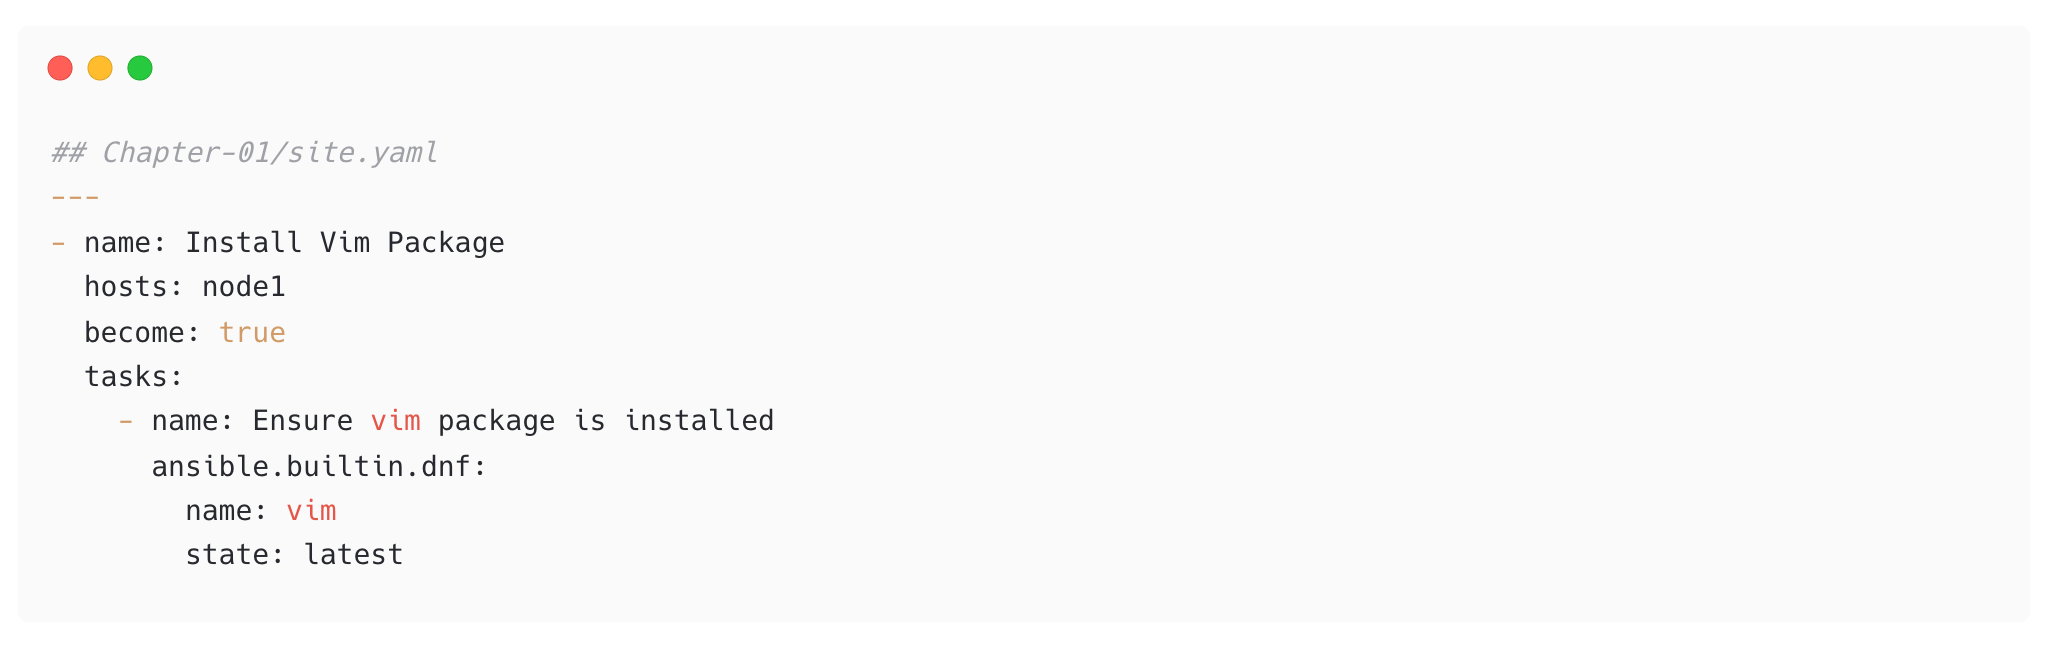 ## Chapter-01/site.yaml
---
- name: Install Vim Package
  hosts: node1
  become: true
  tasks:
    - name: Ensure vim package is installed
      ansible.builtin.dnf:
        name: vim
        state: latest